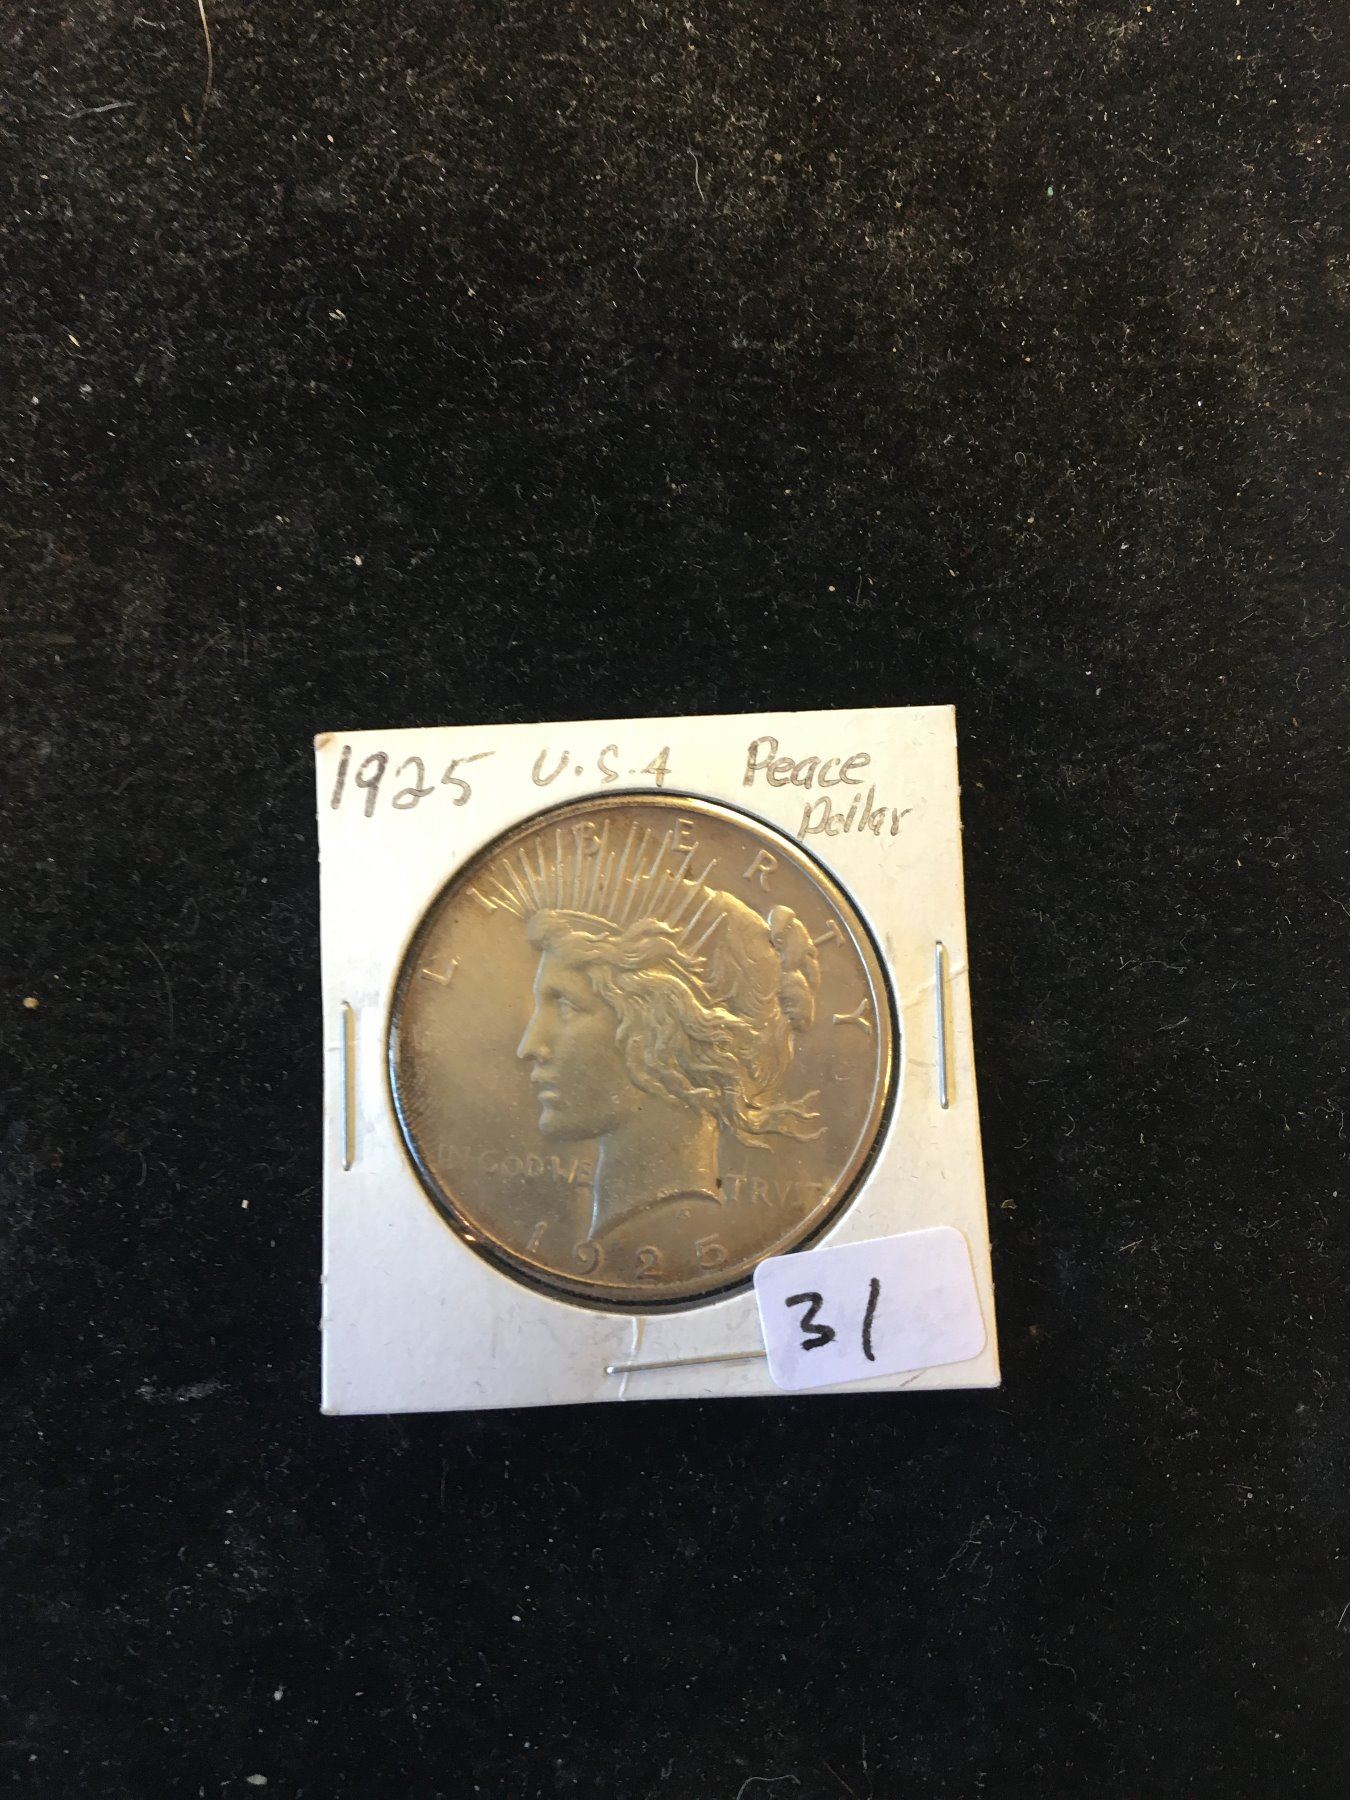 1925 U.S.A Peace
Dollar
LIBERTY
IN GOD WE TRVST
1925
31